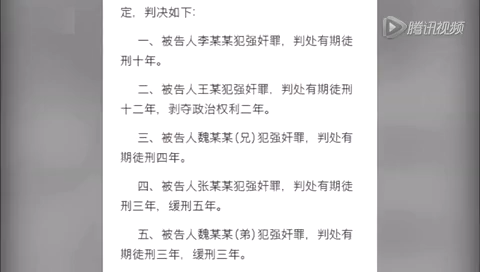 腾讯视频
定，判决如下：
一、被告人李某某犯强奸罪，判处有期徒
刑十年。
二、被告人王某犯强奸罪，判处有期徒刑
十二年，剥夺政治权利二年。
三、被告人魏某某(兄)犯强奸罪，判处有
期徒刑四年。
四、被告人张某某犯强奸罪，判处有期徒
刑三年，缓刑五年。
五、被告人魏某某(弟)犯强奸罪，判处有
期徒刑三年，缓刑三年。